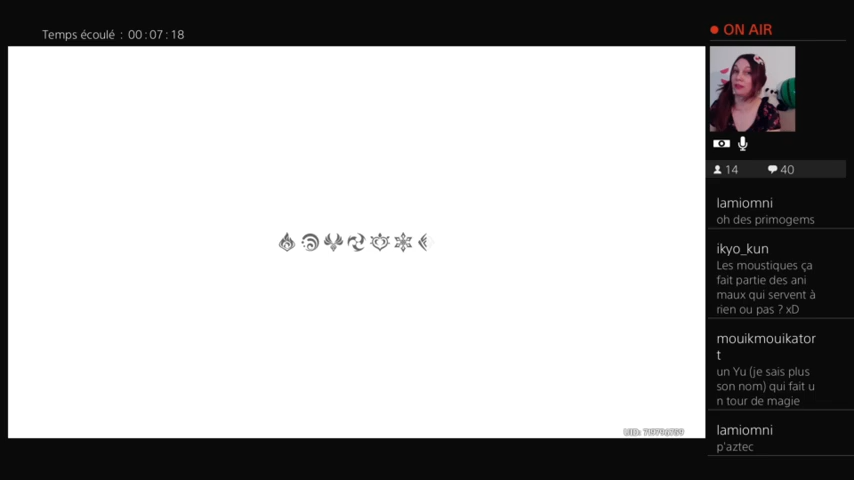 Temps écoulé : 00:07:18
ON AIR
14
40
lamiomni
oh des primogems
ikyo_kun
Les moustiques ça
fait partie des ani
maux qui servent à
rien ou pas ? xD
mouikmouikator
t
un Yu (je sais plus
son nom) qui fait u
n tour de magie
lamiomni
p'aztec
UID: